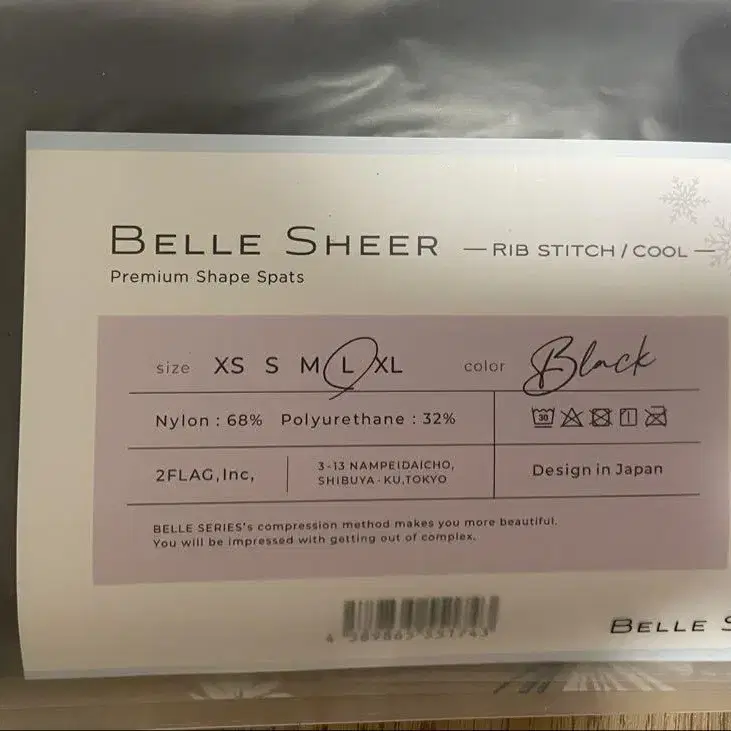 BELLE SHEER —RIB STITCH / COOL—
Premium Shape Spats
size XS S M L XL color Black
30
Nylon : 68% Polyurethane : 32%
2FLAG,Inc, 3-13 NAMPEIDAICHO,
SHIBUYA-KU,TOKYO
Design in Japan
BELLE SERIES's compression method makes you more beautiful.
You will be impressed with getting out of complex.
BELLE